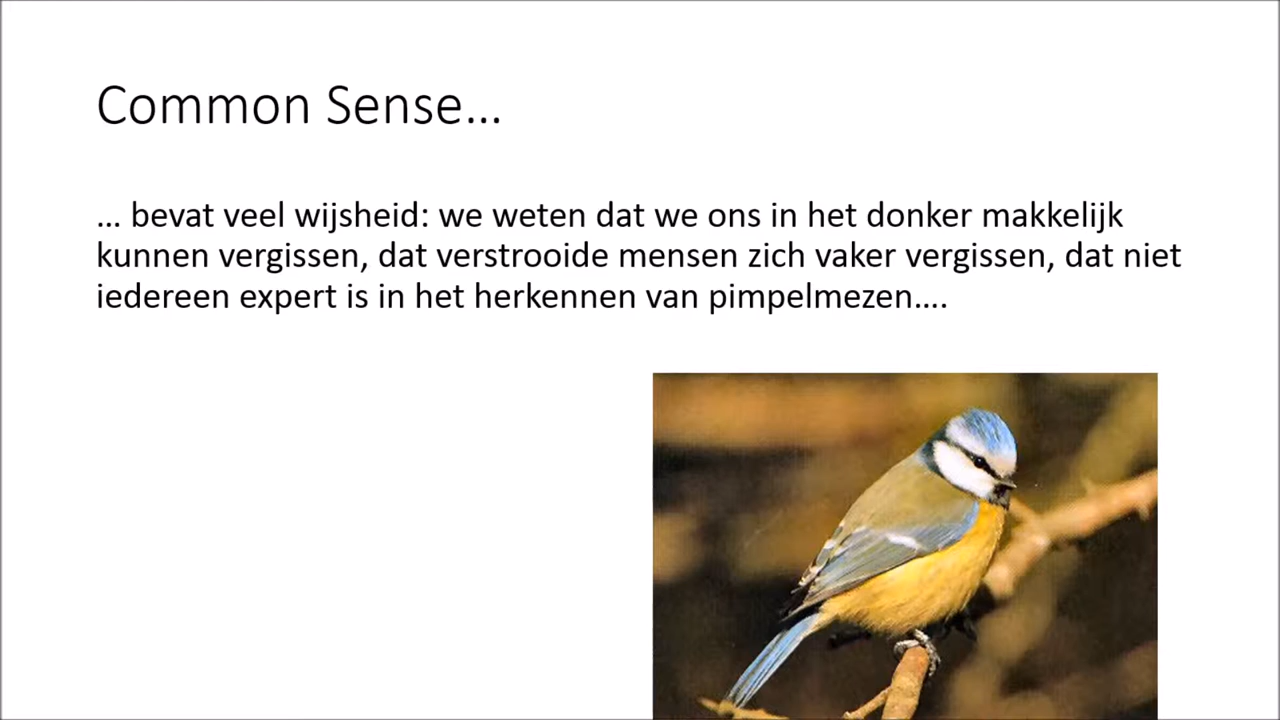 Common Sense...
... bevat veel wijsheid: we weten dat we ons in het donker makkelijk
kunnen vergissen, dat verstrooide mensen zich vaker vergissen, dat niet
iedereen expert is in het herkennen van pimpelmezen....